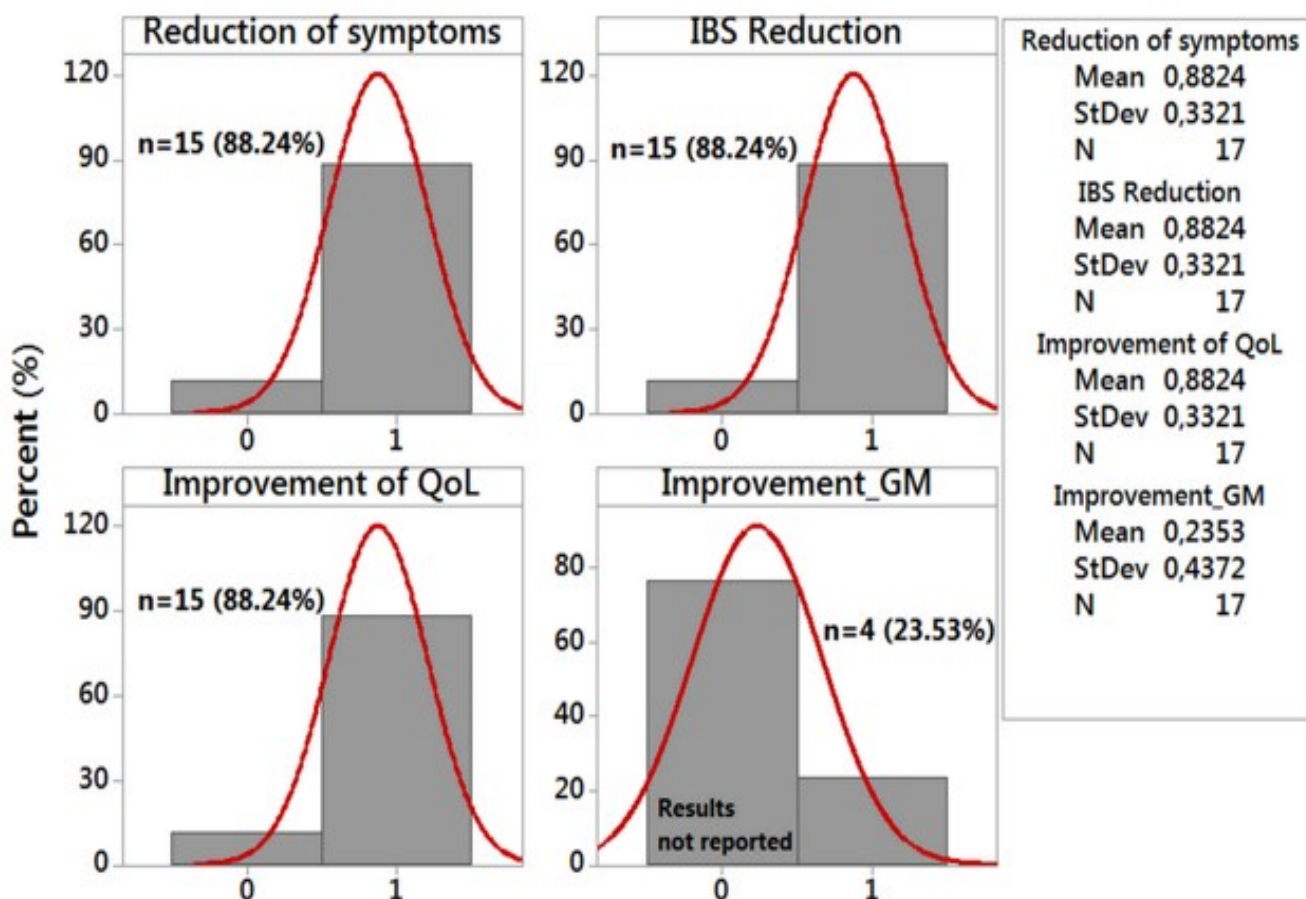 Reduction of symptoms
120
90
60
30
0
n=15 (88.24%)
0 1
IBS Reduction
120
90
60
30
0
n=15 (88.24%)
0 1
Percent (%)
Improvement of QoL
120
90
60
30
0
n=15 (88.24%)
0 1
Improvement_GM
80
60
40
20
0
n=4 (23.53%)
Results
not reported
0 1
Reduction of symptoms
Mean 0,8824
StDev 0,3321
N 17
IBS Reduction
Mean 0,8824
StDev 0,3321
N 17
Improvement of QoL
Mean 0,8824
StDev 0,3321
N 17
Improvement_GM
Mean 0,2353
StDev 0,4372
N 17